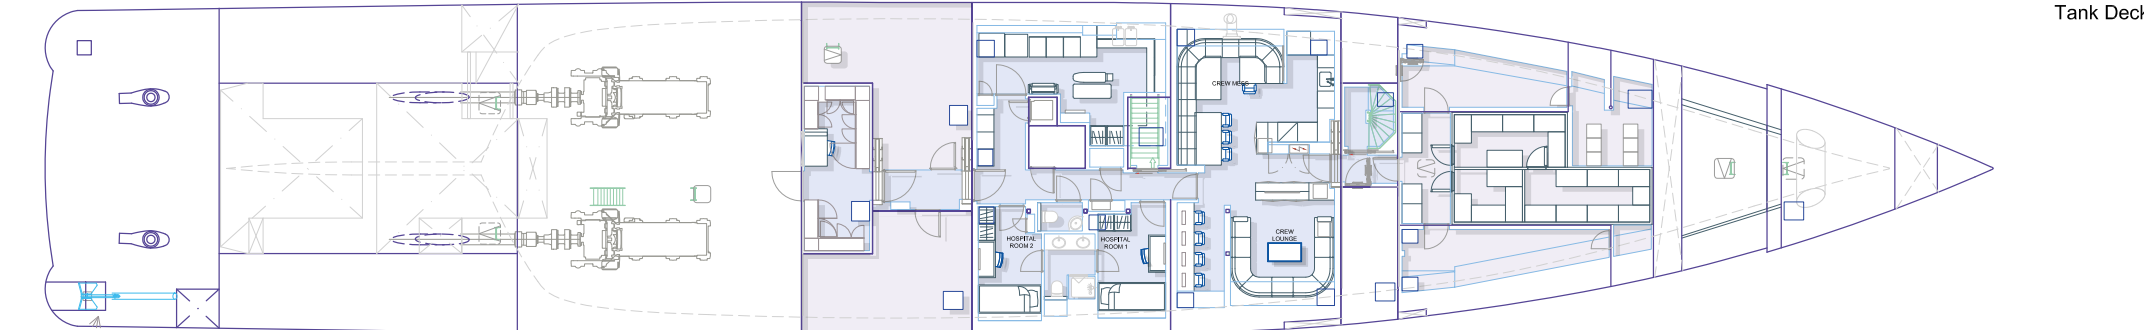 Tank Deck
CREW MESS
HOSPITAL
ROOM 2
HOSPITAL
ROOM 1
CREW
LOUNGE